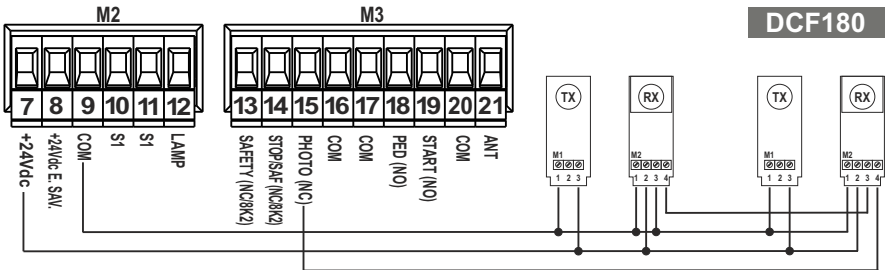 M2 M3
DCF180
7 8 9 10 11 12 13 14 15 16 17 18 19 20 21
+24Vdc
+24Vdc E. SAV.
COM
S1
S1
LAMP
SAFETY (NC/8K2)
STOP/SAF (NC/8K2)
PHOTO (NC)
COM
COM
PED (NO)
START (NO)
COM
ANT
TX RX TX RX
M1 M2 M1 M2
1 2 3 1 2 3 4 1 2 3 1 2 3 4